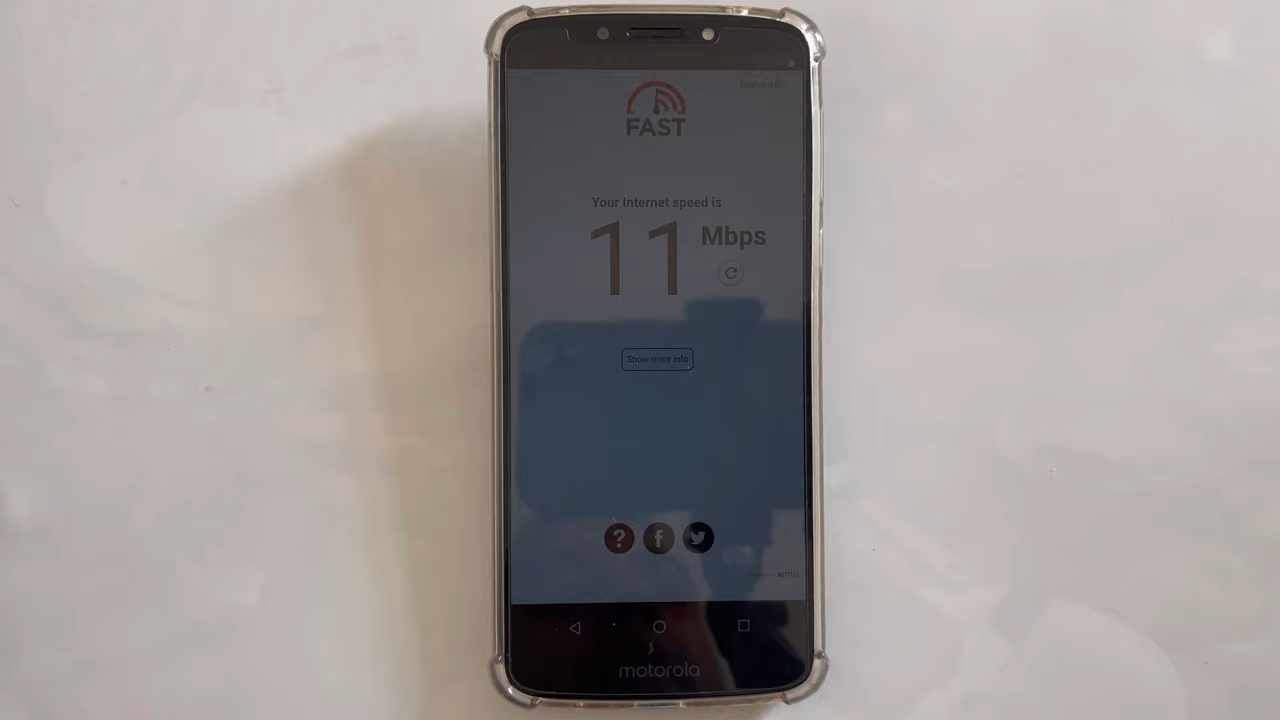 FAST
Your Internet speed is
11 Mbps
Show more info
motorola